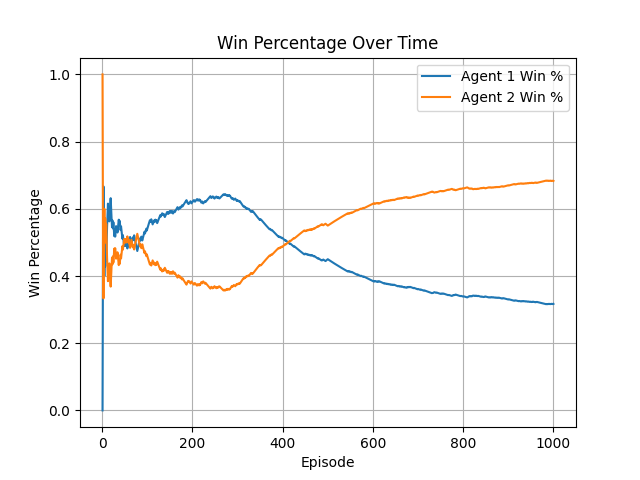 Win Percentage Over Time
Agent 1 Win %
Agent 2 Win %
Win Percentage
1.0
0.8
0.6
0.4
0.2
0.0
0 200 400 600 800 1000
Episode